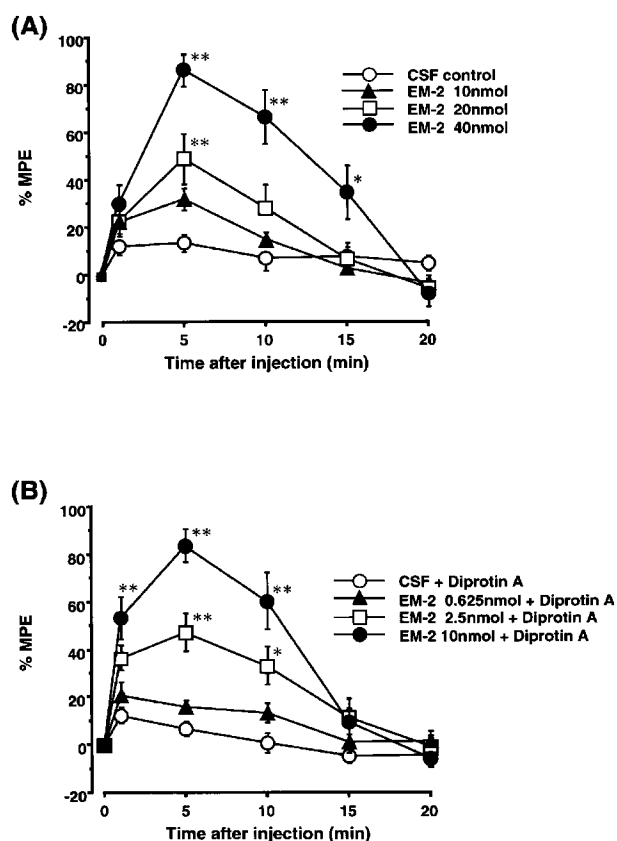 (A)
100
80
60
40
20
0
-20
% MPE
**
**
**
*
CSF control
EM-2 10nmol
EM-2 20nmol
EM-2 40nmol
0 5 10 15 20
Time after injection (min)
(B)
100
80
60
40
20
0
-20
% MPE
**
**
**
**
*
CSF + Diprotin A
EM-2 0.625nmol + Diprotin A
EM-2 2.5nmol + Diprotin A
EM-2 10nmol + Diprotin A
0 5 10 15 20
Time after injection (min)